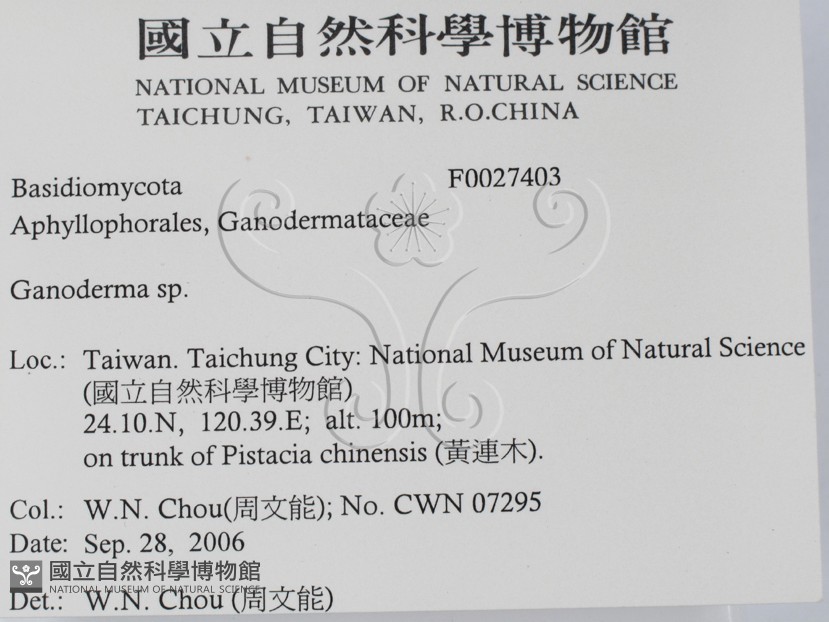 國立自然科學博物館
NATIONAL MUSEUM OF NATURAL SCIENCE
TAICHUNG, TAIWAN, R.O.CHINA
Basidiomycota F0027403
Aphyllophorales, Ganodermataceae
Ganoderma sp.
Loc.: Taiwan. Taichung City: National Museum of Natural Science
(國立自然科學博物館)
24.10.N, 120.39.E; alt. 100m;
on trunk of Pistacia chinensis (黃連木).
Col.: W.N. Chou(周文能); No. CWN 07295
Date: Sep. 28, 2006
國立自然科學博物館
NATIONAL MUSEUM OF NATURAL SCIENCE
Det.: W.N. Chou (周文能)